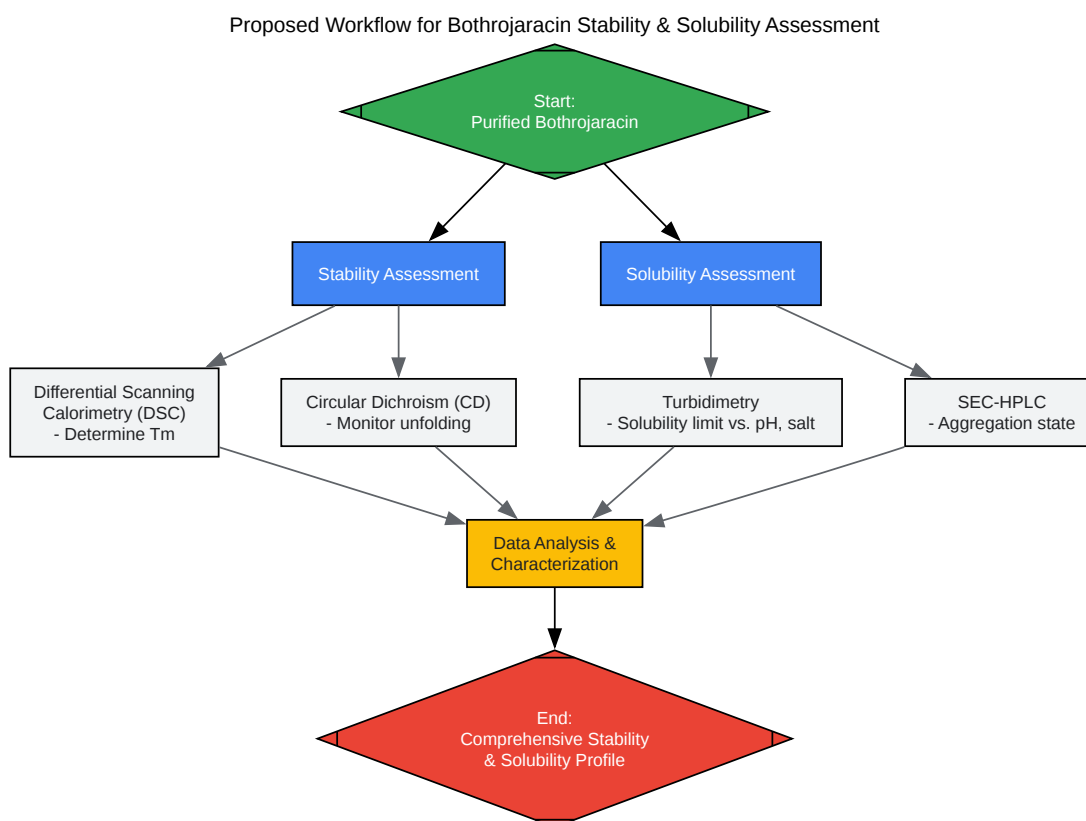 Proposed Workflow for Bothrojaracin Stability & Solubility Assessment
Start:
Purified Bothrojaracin
Stability Assessment
Solubility Assessment
Differential Scanning
Calorimetry (DSC)
- Determine Tm
Circular Dichroism (CD)
- Monitor unfolding
Turbidimetry
- Solubility limit vs. pH, salt
SEC-HPLC
- Aggregation state
Data Analysis &
Characterization
End:
Comprehensive Stability
& Solubility Profile